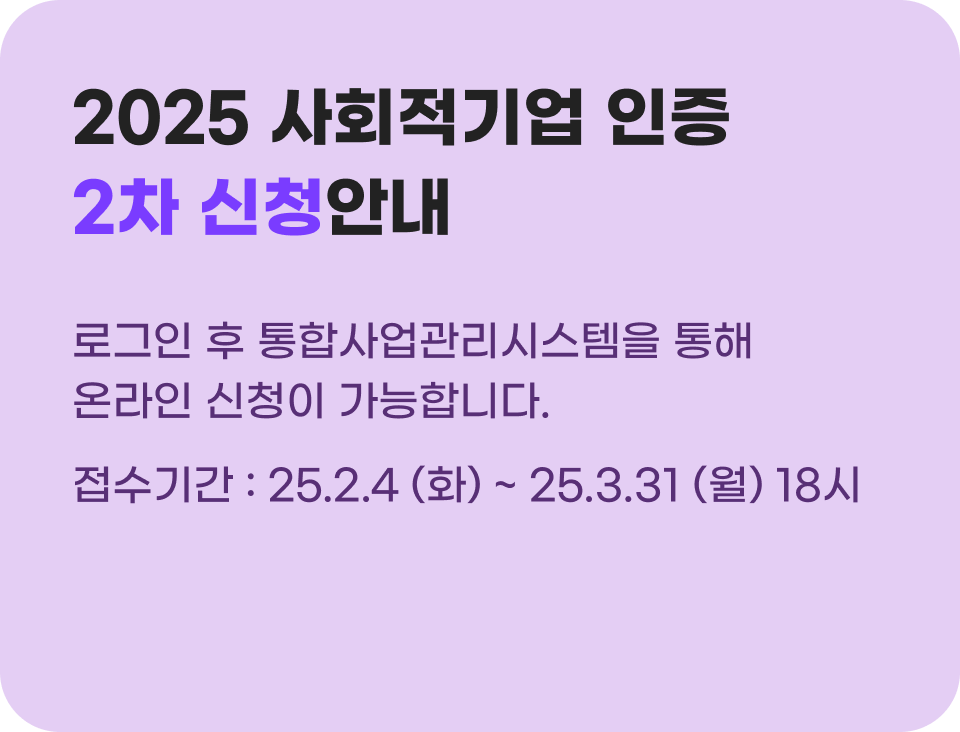 2025 사회적기업 인증
2차 신청안내
로그인 후 통합사업관리시스템을 통해
온라인 신청이 가능합니다.
접수기간 : 25.2.4 (화) ~ 25.3.31 (월) 18시